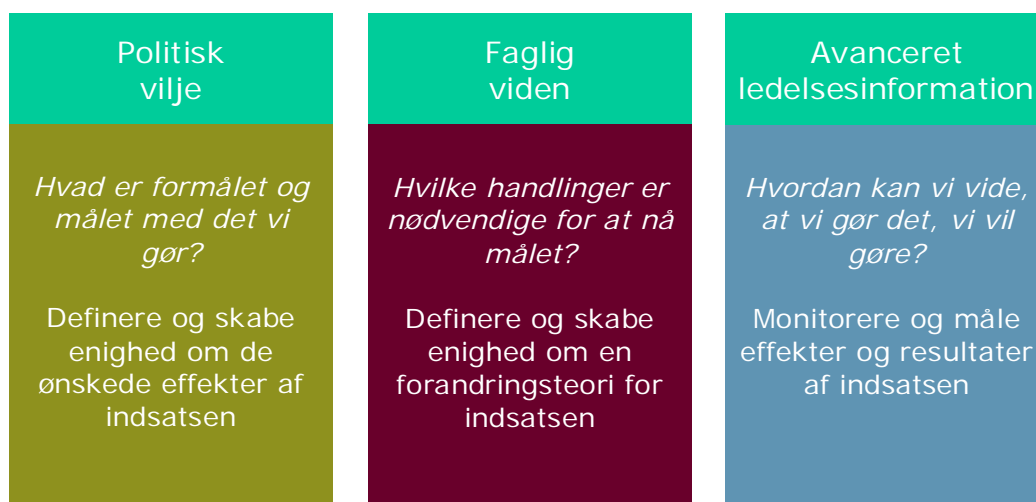 Politisk
vilje
Hvad er formålet og
målet med det vi
gør?
Definere og skabe
enighed om de
ønskede effekter af
indsatsen
Faglig
viden
Hvilke handlinger er
nødvendige for at nå
målet?
Definere og skabe
enighed om en
forandringsteori for
indsatsen
Avanceret
ledelsesinformation
Hvordan kan vi vide,
at vi gør det, vi vil
gøre?
Monitorere og måle
effekter og resultater
af indsatsen